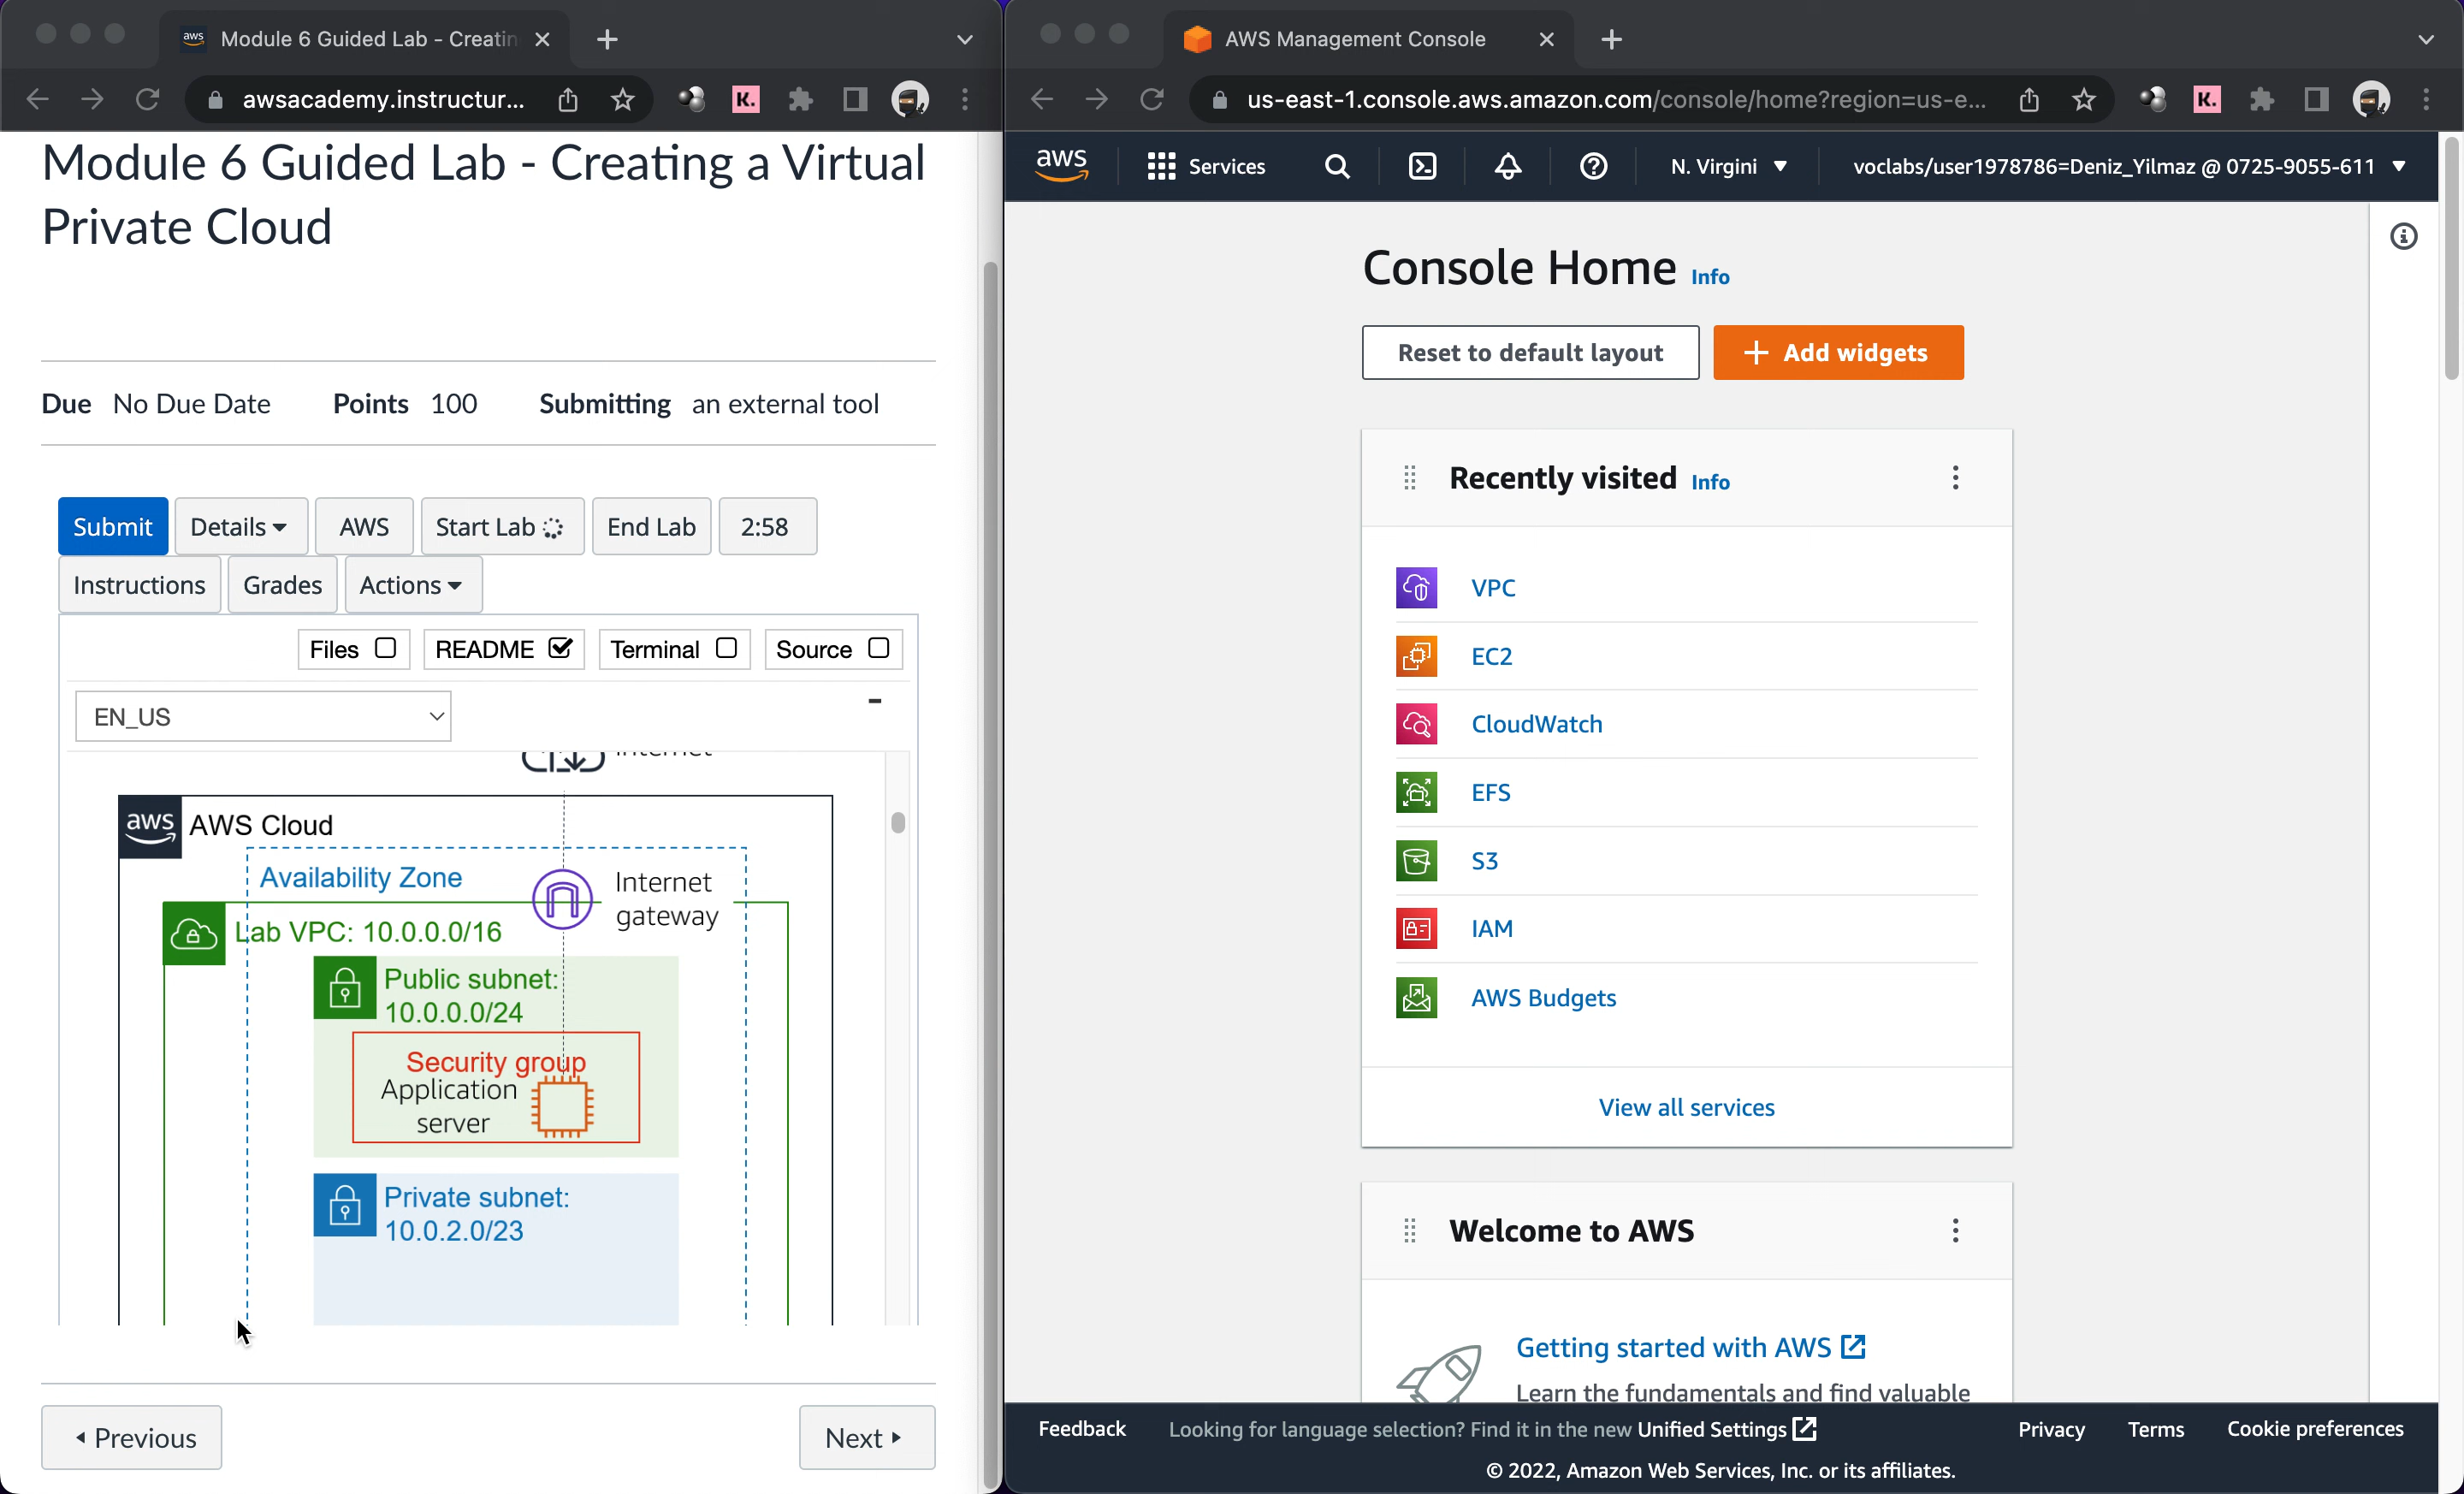 Module 6 Guided Lab - Creatin
awsacademy.instructur...
Module 6 Guided Lab - Creating a Virtual
Private Cloud
Due No Due Date Points 100 Submitting an external tool
Submit Details AWS Start Lab End Lab 2:58
Instructions Grades Actions
Files README Terminal Source
EN_US
aws AWS Cloud
Availability Zone
Internet
gateway
Lab VPC: 10.0.0.0/16
Public subnet:
10.0.0.0/24
Security group
Application
server
Private subnet:
10.0.2.0/23
Previous Next
AWS Management Console
us-east-1.console.aws.amazon.com/console/home?region=us-e...
aws Services N. Virgini voclabs/user1978786=Deniz_Yilmaz @ 0725-9055-611
Console Home Info
Reset to default layout + Add widgets
Recently visited Info
VPC
EC2
CloudWatch
EFS
S3
IAM
AWS Budgets
View all services
Welcome to AWS
Getting started with AWS
Learn the fundamentals and find valuable
Feedback Looking for language selection? Find it in the new Unified Settings Privacy Terms Cookie preferences
© 2022, Amazon Web Services, Inc. or its affiliates.